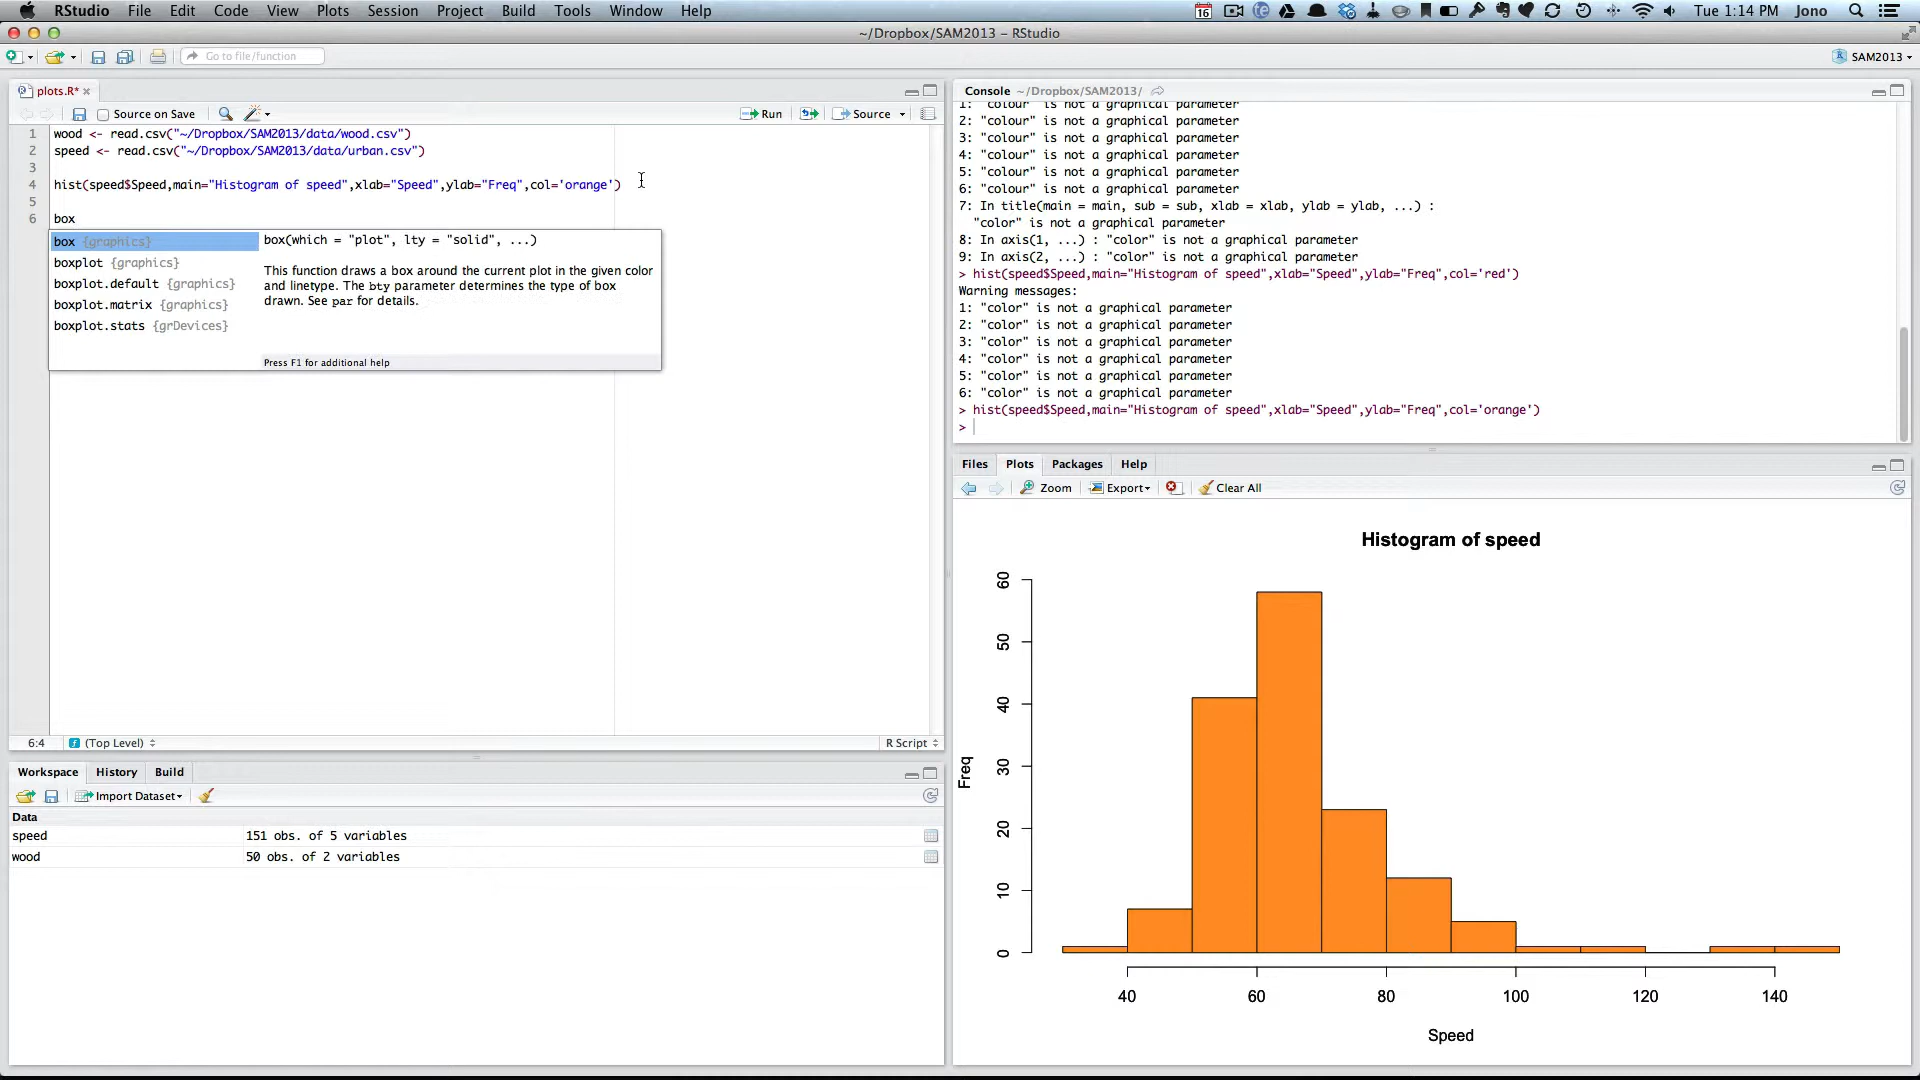 RStudio File Edit Code View Plots Session Project Build Tools Window Help 16 Tue 1:14 PM Jono
~/Dropbox/SAM2013 – RStudio
Go to file/function SAM2013
plots.R*
Source on Save Run Source
1 wood <- read.csv("~/Dropbox/SAM2013/data/wood.csv")
2 speed <- read.csv("~/Dropbox/SAM2013/data/urban.csv")
3
4 hist(speed$Speed,main="Histogram of speed",xlab="Speed",ylab="Freq",col='orange')
5
6 box
box {graphics}
boxplot {graphics}
boxplot.default {graphics}
boxplot.matrix {graphics}
boxplot.stats {grDevices}
box(which = "plot", lty = "solid", ...)
This function draws a box around the current plot in the given color
and linetype. The bty parameter determines the type of box
drawn. See par for details.
Press F1 for additional help
6:4 (Top Level) R Script
Workspace History Build
Import Dataset
Data
speed 151 obs. of 5 variables
wood 50 obs. of 2 variables
Console ~/Dropbox/SAM2013/
1: "colour" is not a graphical parameter
2: "colour" is not a graphical parameter
3: "colour" is not a graphical parameter
4: "colour" is not a graphical parameter
5: "colour" is not a graphical parameter
6: "colour" is not a graphical parameter
7: In title(main = main, sub = sub, xlab = xlab, ylab = ylab, ...) :
"color" is not a graphical parameter
8: In axis(1, ...) : "color" is not a graphical parameter
9: In axis(2, ...) : "color" is not a graphical parameter
> hist(speed$Speed,main="Histogram of speed",xlab="Speed",ylab="Freq",col='red')
Warning messages:
1: "color" is not a graphical parameter
2: "color" is not a graphical parameter
3: "color" is not a graphical parameter
4: "color" is not a graphical parameter
5: "color" is not a graphical parameter
6: "color" is not a graphical parameter
> hist(speed$Speed,main="Histogram of speed",xlab="Speed",ylab="Freq",col='orange')
>
Files Plots Packages Help
Zoom Export Clear All
Histogram of speed
60
50
40
30
20
10
0
Freq
40 60 80 100 120 140
Speed